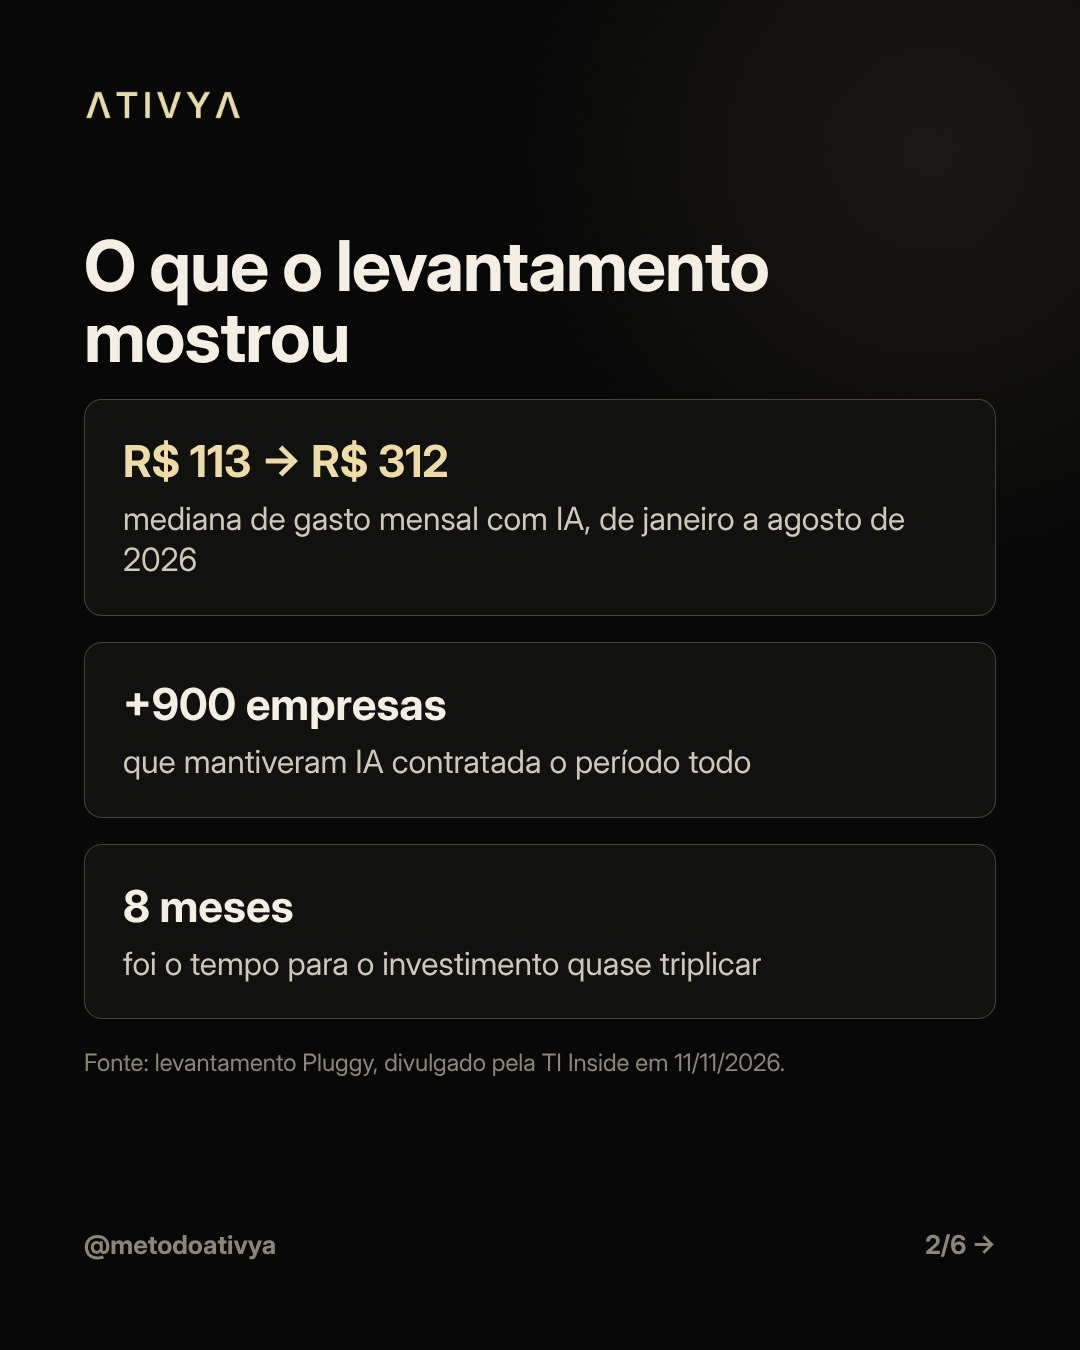 ATIVYA
O que o levantamento
mostrou
R$ 113 → R$ 312
mediana de gasto mensal com IA, de janeiro a agosto de
2026
+900 empresas
que mantiveram IA contratada o período todo
8 meses
foi o tempo para o investimento quase triplicar
Fonte: levantamento Pluggy, divulgado pela TI Inside em 11/11/2026.
@metodoativya
2/6 →